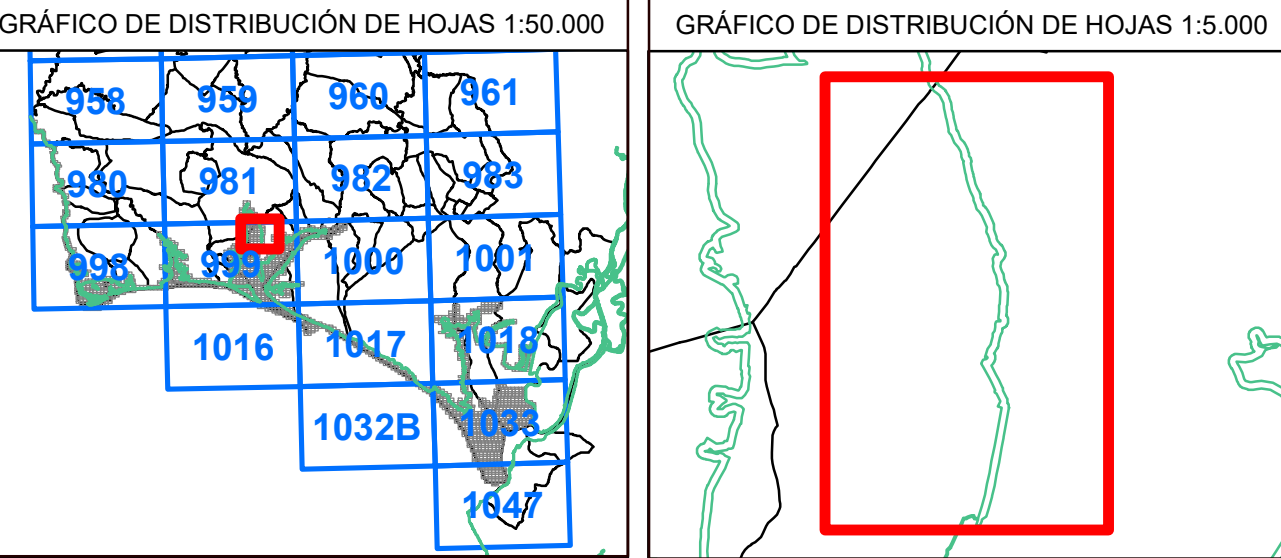 GRÁFICO DE DISTRIBUCIÓN DE HOJAS 1:50.000
GRÁFICO DE DISTRIBUCIÓN DE HOJAS 1:5.000
958 959 960 961
980 981 982 983
998 999 1000 1001
1016 1017 1018
1032B 1033
1047